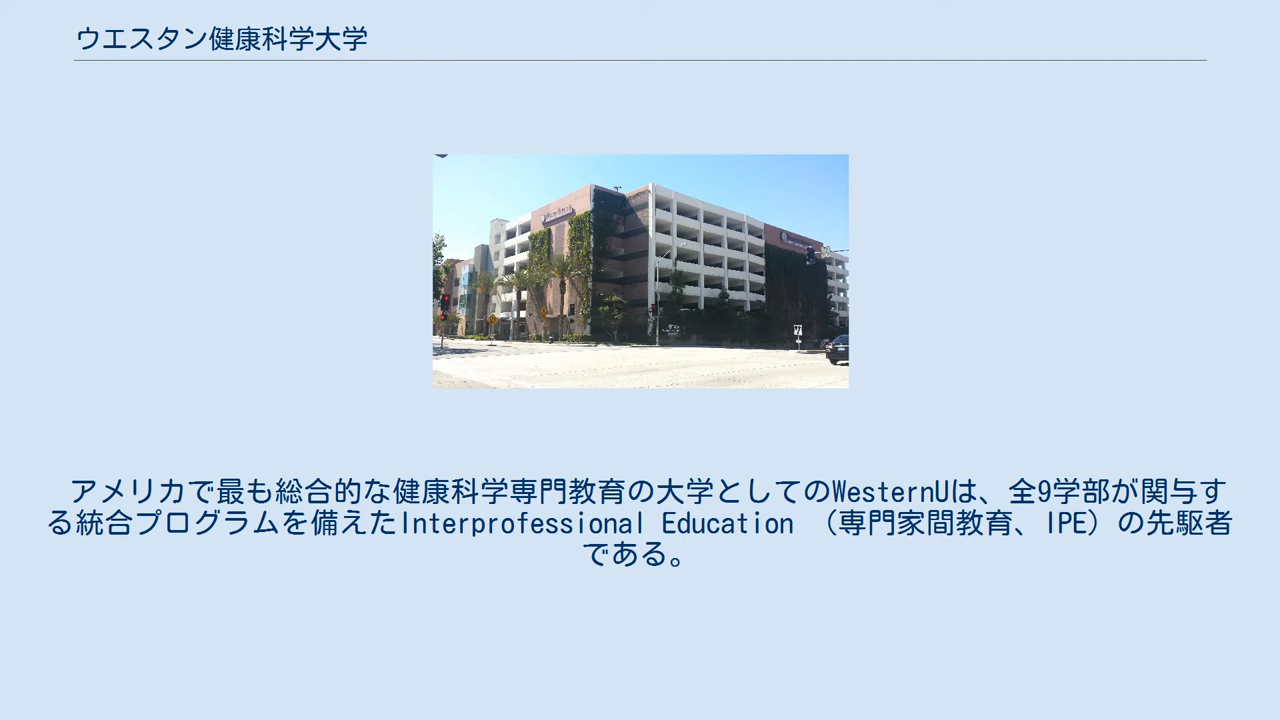 ウエスタン健康科学大学
アメリカで最も総合的な健康科学専門教育の大学としてのWesternUは、全9学部が関与す
る統合プログラムを備えたInterprofessional Education （専門家間教育、IPE）の先駆者
である。